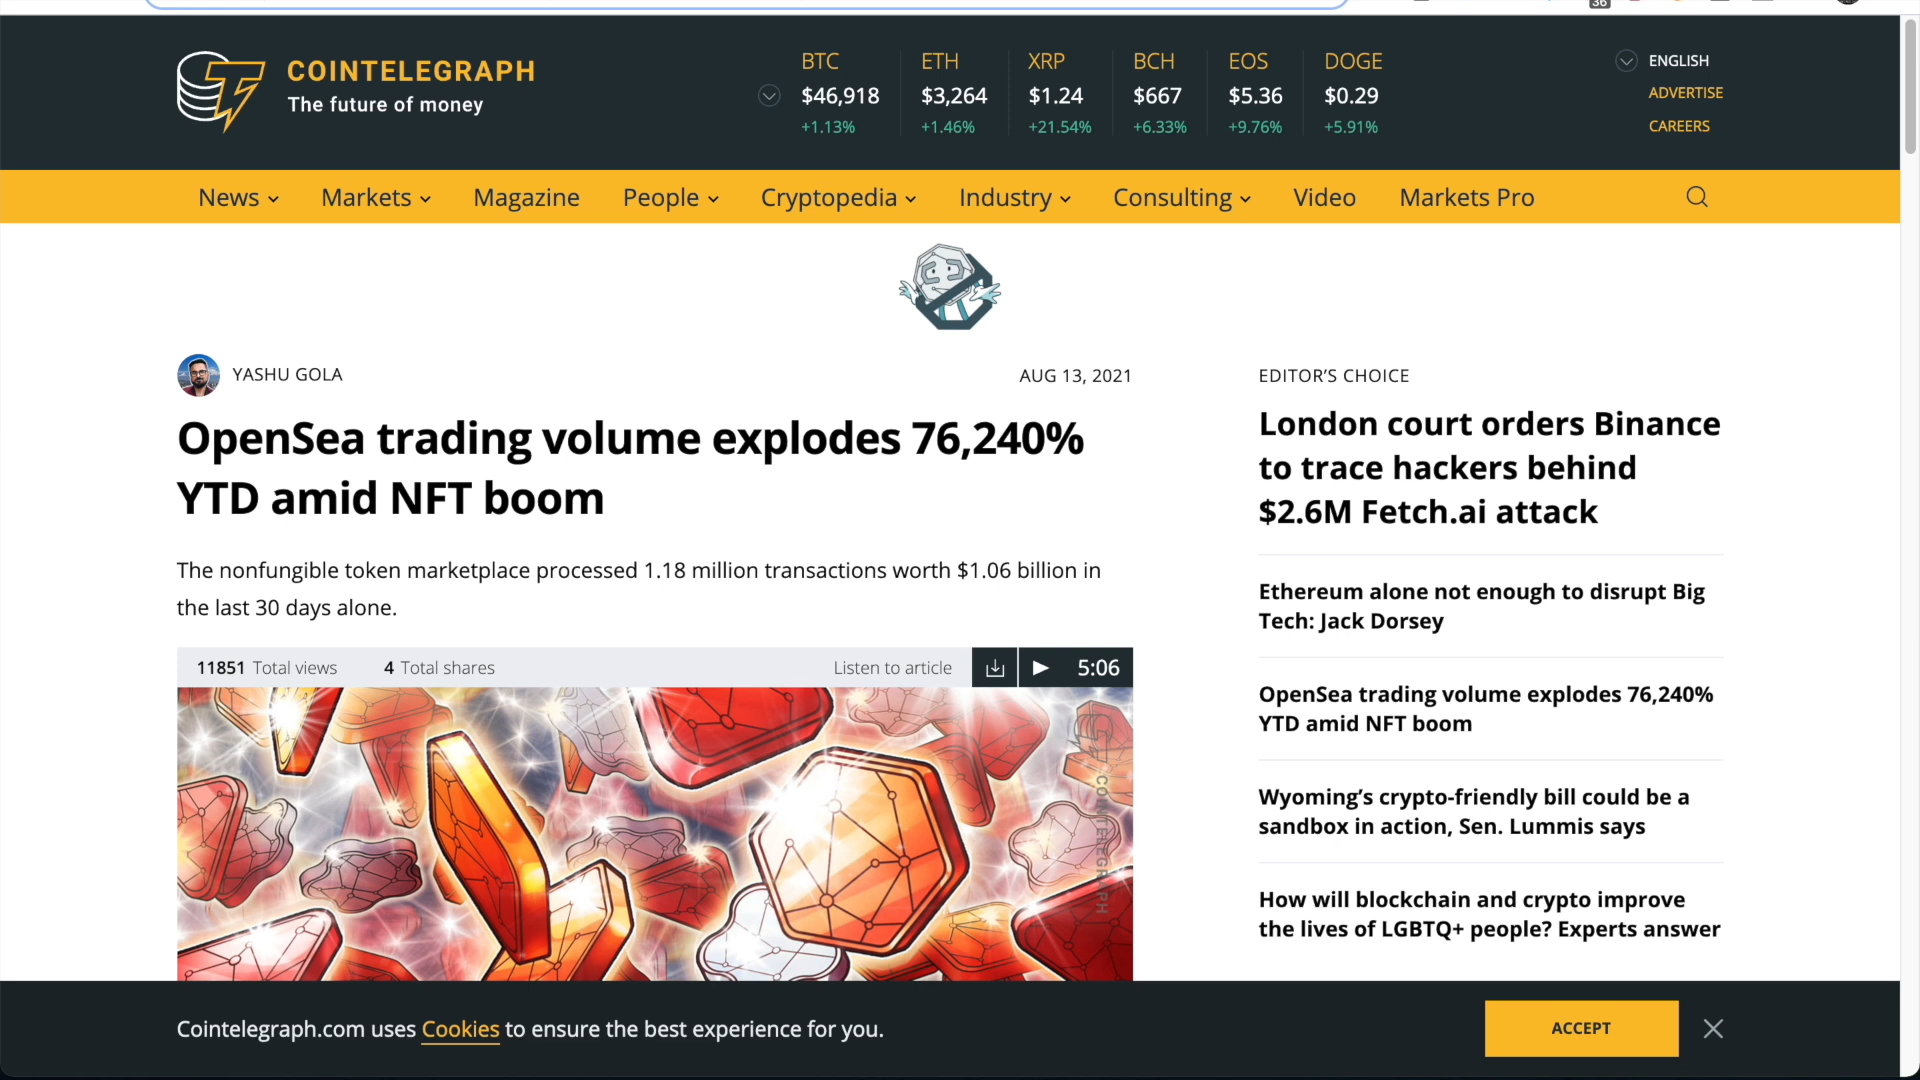 36
COINTELEGRAPH
The future of money
BTC
$46,918
+1.13%
ETH
$3,264
+1.46%
XRP
$1.24
+21.54%
BCH
$667
+6.33%
EOS
$5.36
+9.76%
DOGE
$0.29
+5.91%
ENGLISH
ADVERTISE
CAREERS
News Markets Magazine People Cryptopedia Industry Consulting Video Markets Pro
YASHU GOLA
AUG 13, 2021
OpenSea trading volume explodes 76,240%
YTD amid NFT boom
The nonfungible token marketplace processed 1.18 million transactions worth $1.06 billion in
the last 30 days alone.
11851 Total views 4 Total shares Listen to article 5:06
COINTELEGRAPH
EDITOR’S CHOICE
London court orders Binance
to trace hackers behind
$2.6M Fetch.ai attack
Ethereum alone not enough to disrupt Big
Tech: Jack Dorsey
OpenSea trading volume explodes 76,240%
YTD amid NFT boom
Wyoming’s crypto-friendly bill could be a
sandbox in action, Sen. Lummis says
How will blockchain and crypto improve
the lives of LGBTQ+ people? Experts answer
Cointelegraph.com uses Cookies to ensure the best experience for you.
ACCEPT